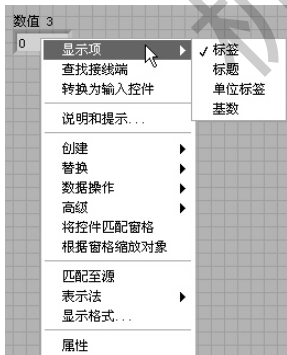 数值 3
0
显示项
✓ 标签
查找接线端
标题
转换为输入控件
单位标签
说明和提示...
基数
创建
替换
数据操作
高级
将控件匹配窗格
根据窗格缩放对象
匹配至源
表示法
显示格式...
属性